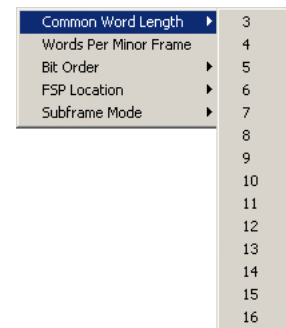 Common Word Length
Words Per Minor Frame
Bit Order
FSP Location
Subframe Mode
3
4
5
6
7
8
9
10
11
12
13
14
15
16